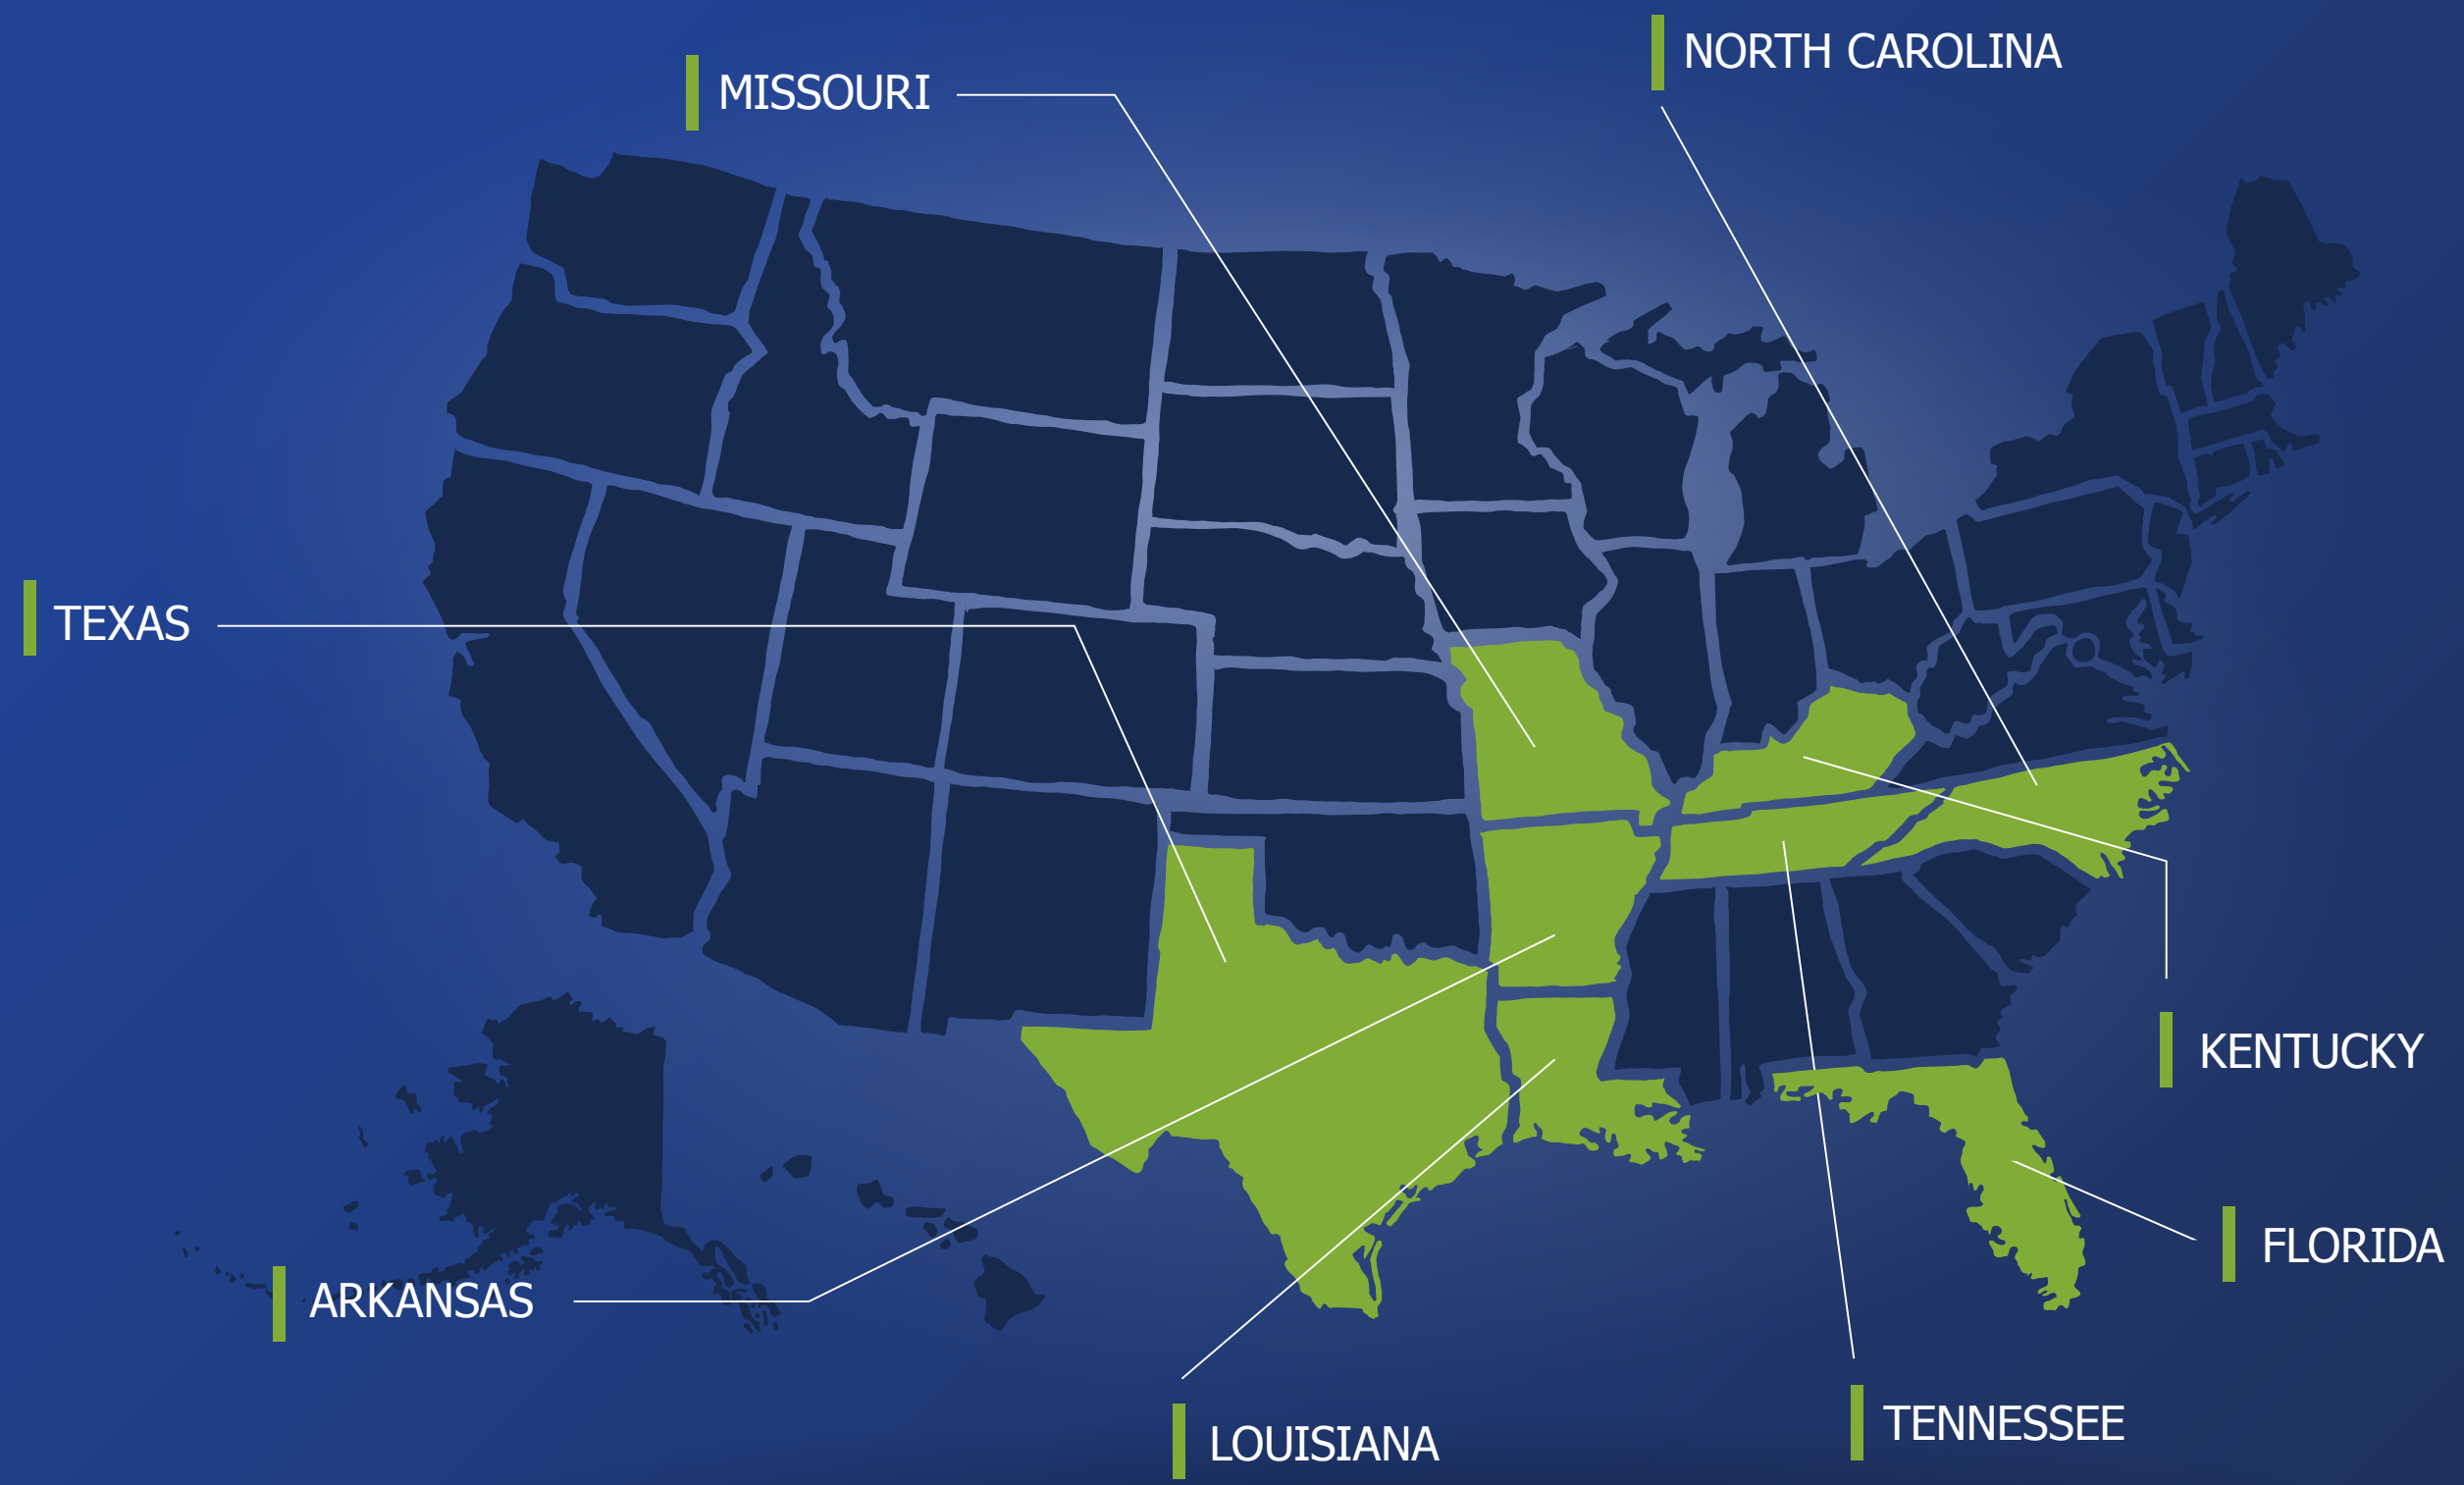 NORTH CAROLINA
MISSOURI
TEXAS
KENTUCKY
FLORIDA
ARKANSAS
TENNESSEE
LOUISIANA